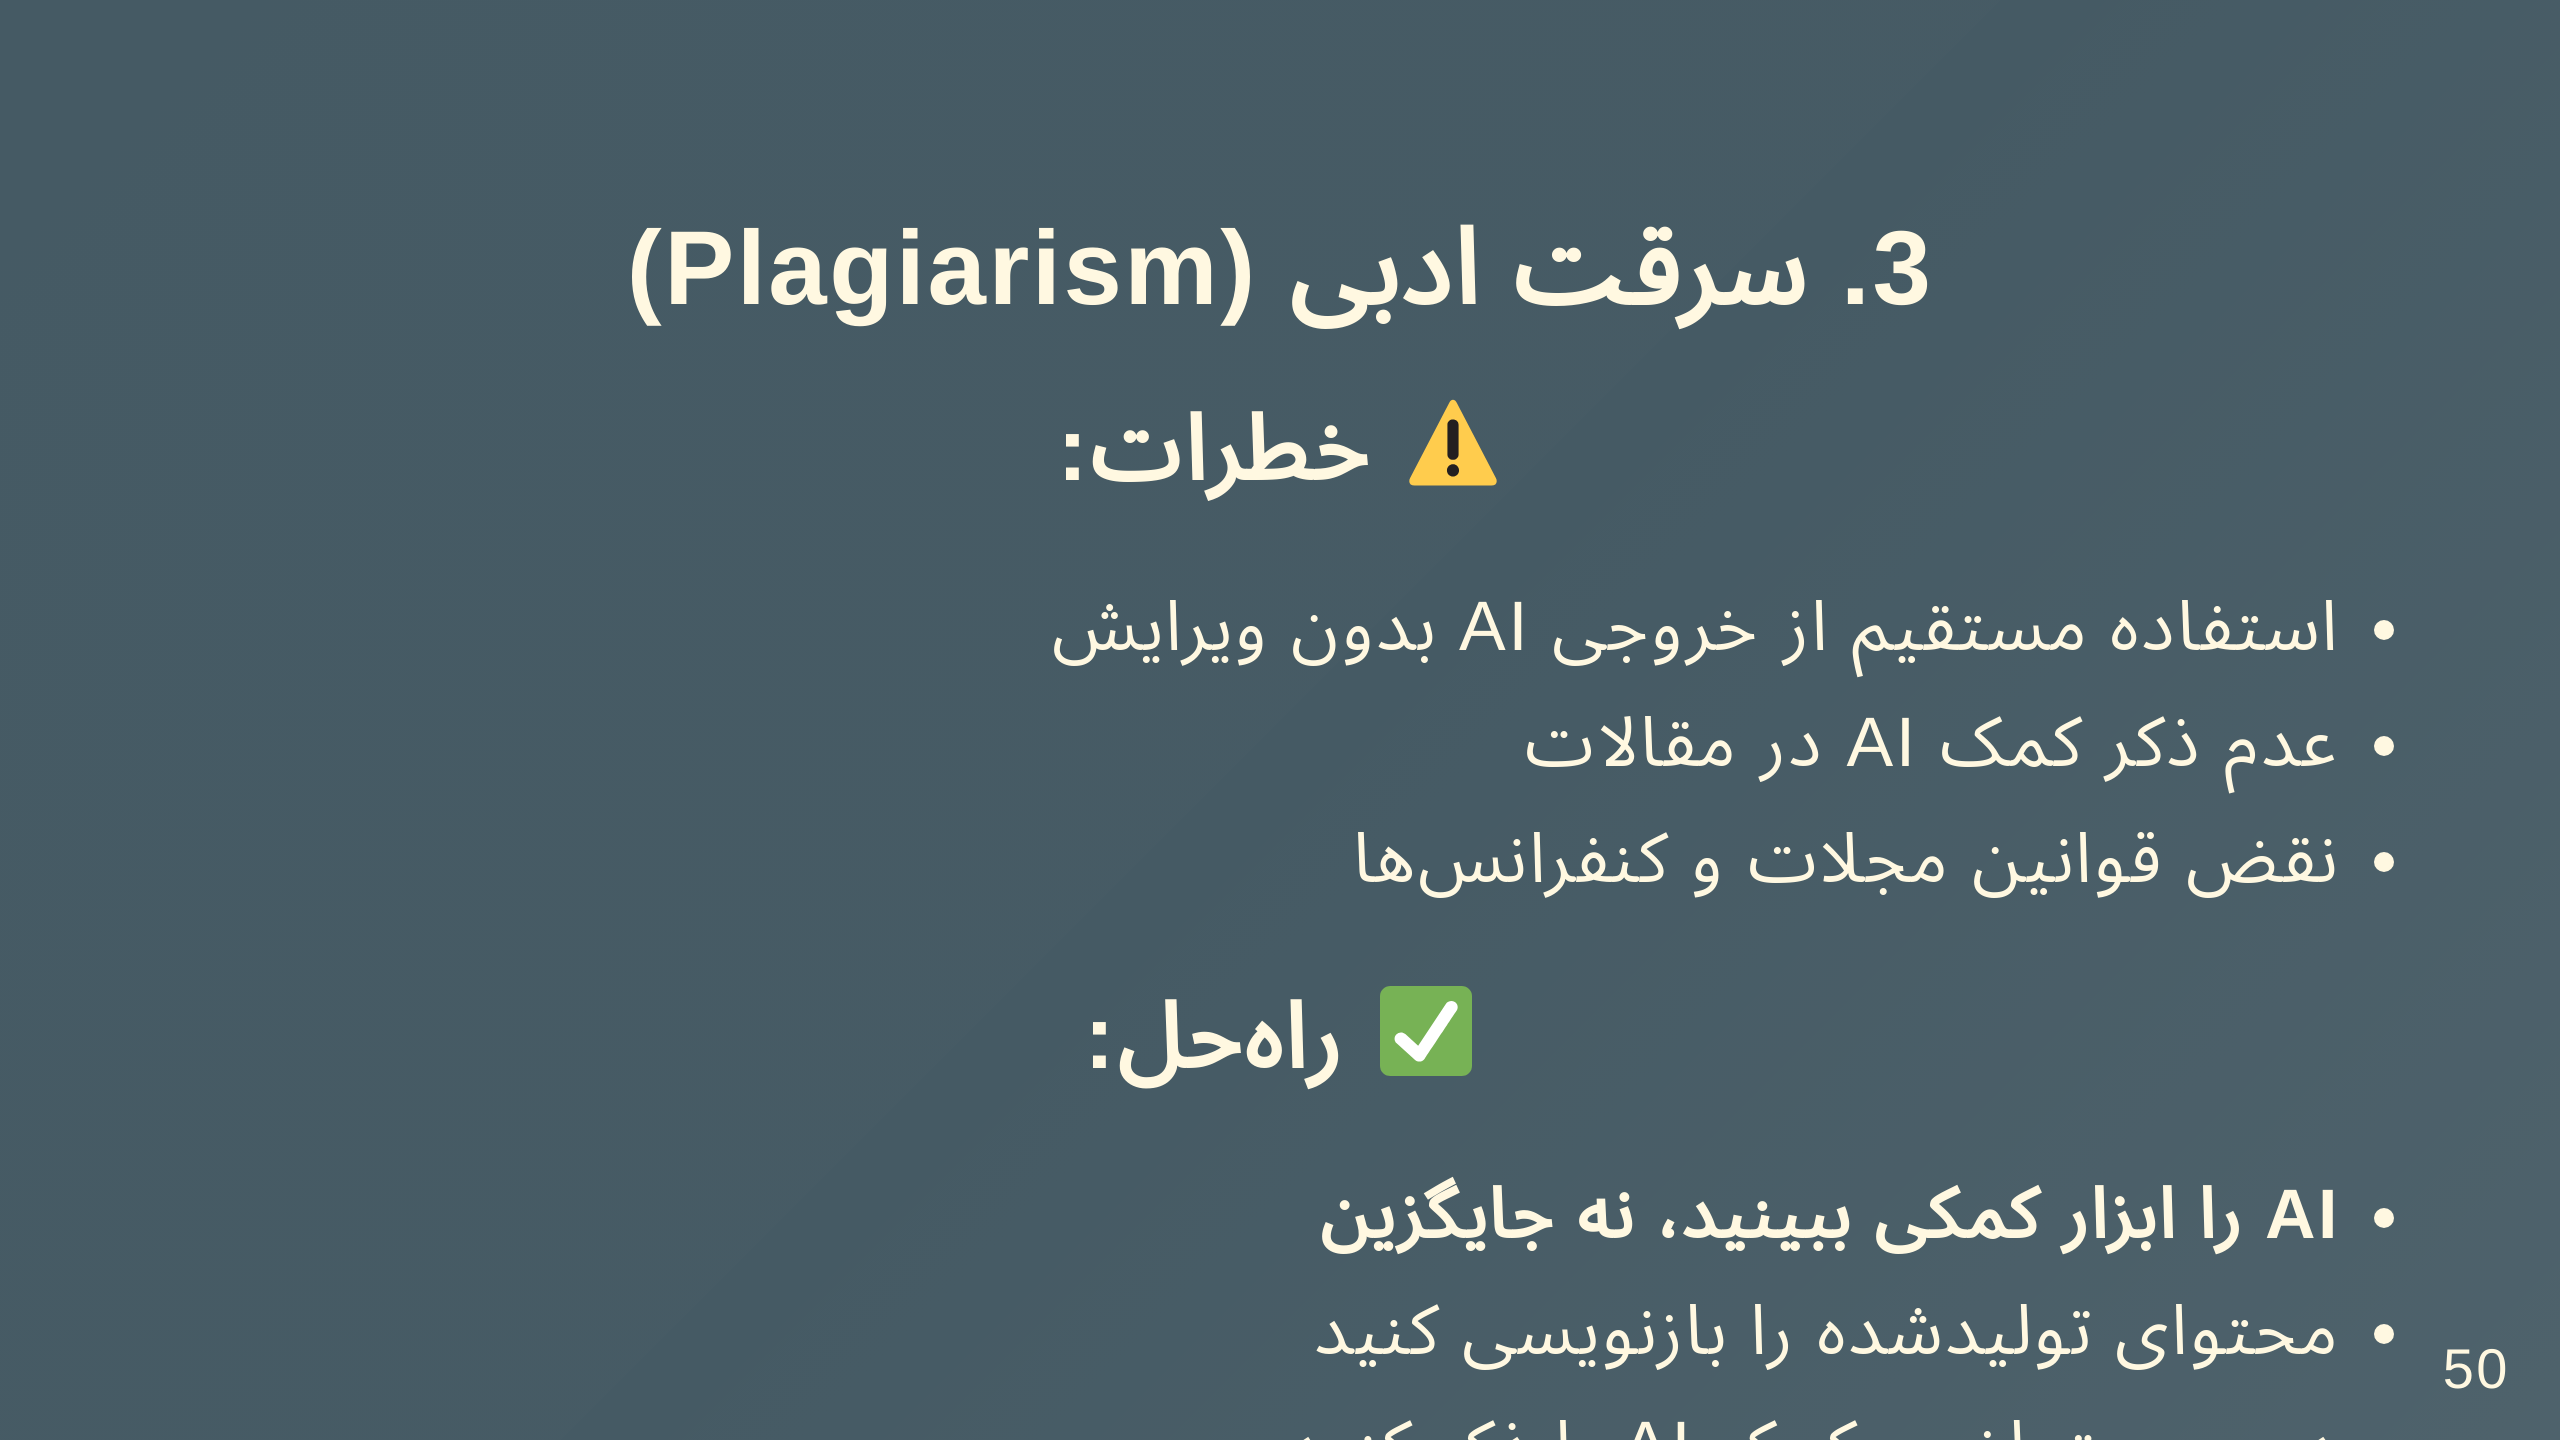 3. سرقت ادبی (Plagiarism)
⚠️ خطرات:
• استفاده مستقیم از خروجی AI بدون ویرایش
• عدم ذکر کمک AI در مقالات
• نقض قوانین مجلات و کنفرانس‌ها
✅ راه‌حل:
• AI را ابزار کمکی ببینید، نه جایگزین
• محتوای تولیدشده را بازنویسی کنید
50